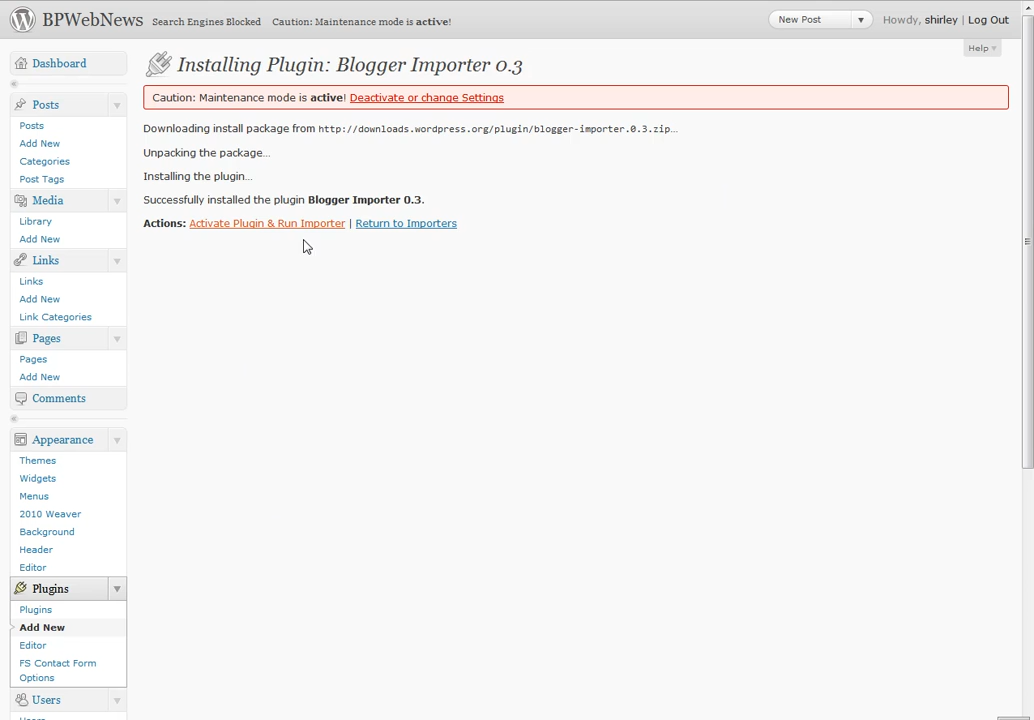 BPWebNews Search Engines Blocked Caution: Maintenance mode is active! New Post Howdy, shirley | Log Out
Help
Installing Plugin: Blogger Importer 0.3
Caution: Maintenance mode is active! Deactivate or change Settings
Downloading install package from http://downloads.wordpress.org/plugin/blogger-importer.0.3.zip…
Unpacking the package…
Installing the plugin…
Successfully installed the plugin Blogger Importer 0.3.
Actions: Activate Plugin & Run Importer | Return to Importers
Dashboard
Posts
Posts
Add New
Categories
Post Tags
Media
Library
Add New
Links
Links
Add New
Link Categories
Pages
Pages
Add New
Comments
Appearance
Themes
Widgets
Menus
2010 Weaver
Background
Header
Editor
Plugins
Plugins
Add New
Editor
FS Contact Form
Options
Users